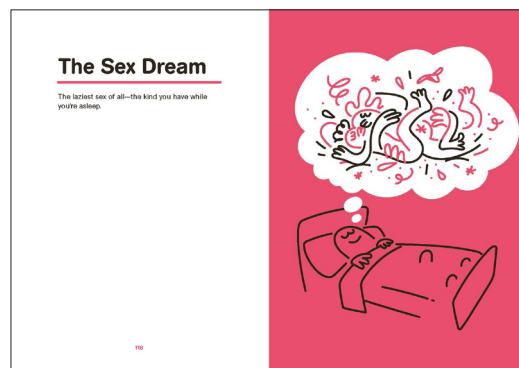 The Sex Dream
The laziest sex of all—the kind you have while
you're asleep.
118